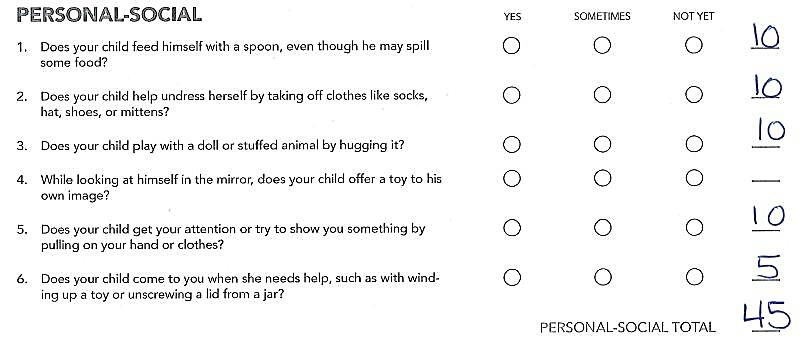 PERSONAL-SOCIAL YES SOMETIMES NOT YET
1. Does your child feed himself with a spoon, even though he may spill 10
some food?
2. Does your child help undress herself by taking off clothes like socks, 10
hat, shoes, or mittens?
3. Does your child play with a doll or stuffed animal by hugging it? 10
4. While looking at himself in the mirror, does your child offer a toy to his
own image?
5. Does your child get your attention or try to show you something by 10
pulling on your hand or clothes?
6. Does your child come to you when she needs help, such as with wind- 5
ing up a toy or unscrewing a lid from a jar?
PERSONAL-SOCIAL TOTAL 45